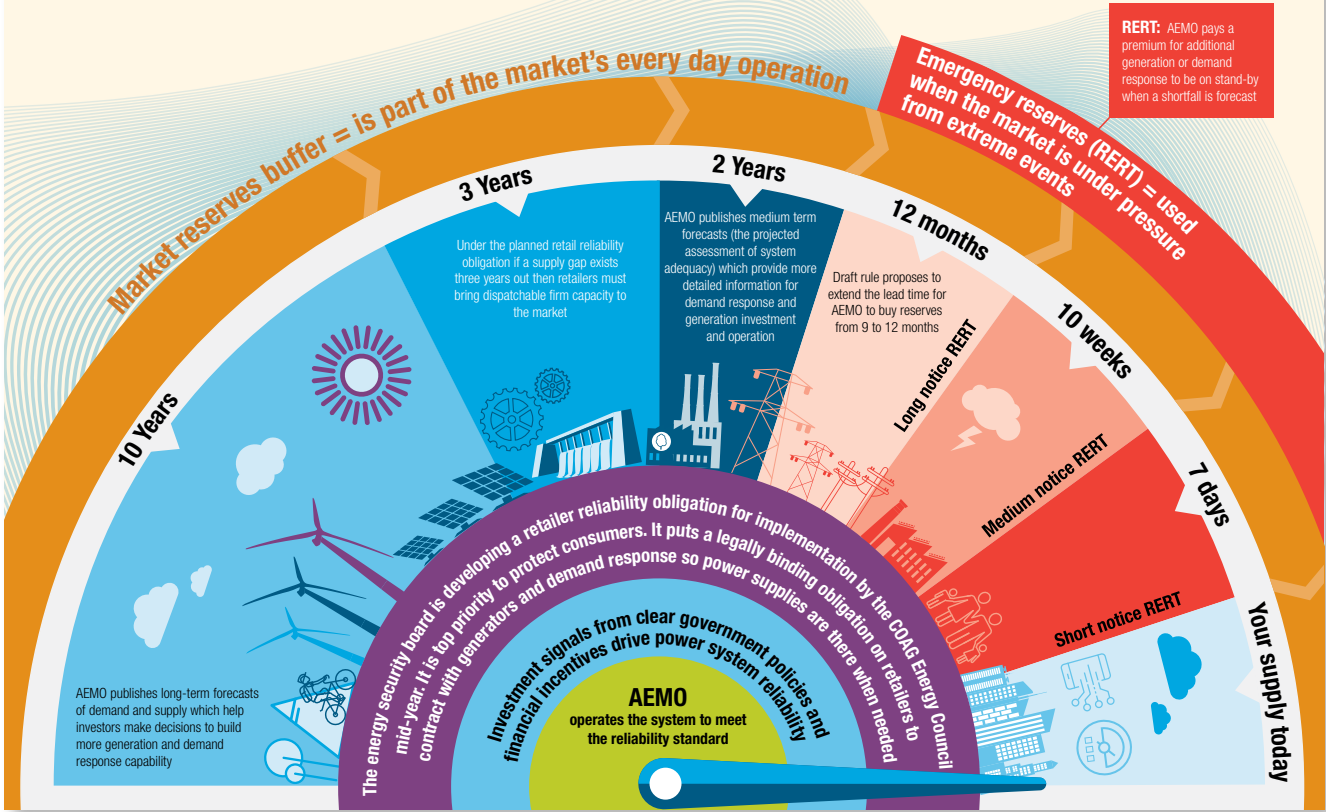 Market reserves buffer = is part of the market's every day operation
Emergency reserves (RERT) = used
when the market is under pressure
from extreme events
RERT: AEMO pays a
premium for additional
generation or demand
response to be on stand-by
when a shortfall is forecast
10 Years
3 Years
2 Years
12 months
10 weeks
7 days
Your supply today
AEMO publishes long-term forecasts
of demand and supply which help
investors make decisions to build
more generation and demand
response capability
Under the planned retail reliability
obligation if a supply gap exists
three years out then retailers must
bring dispatchable firm capacity to
the market
AEMO publishes medium term
forecasts (the projected
assessment of system
adequacy) which provide more
detailed information for
demand response and
generation investment
and operation
Draft rule proposes to
extend the lead time for
AEMO to buy reserves
from 9 to 12 months
Long notice RERT
Medium notice RERT
Short notice RERT
The energy security board is developing a retailer reliability obligation for implementation by the COAG Energy Council
mid-year. It is top priority to protect consumers. It puts a legally binding obligation on retailers to
contract with generators and demand response so power supplies are there when needed
Investment signals from clear government policies and
financial incentives drive power system reliability
AEMO
operates the system to meet
the reliability standard